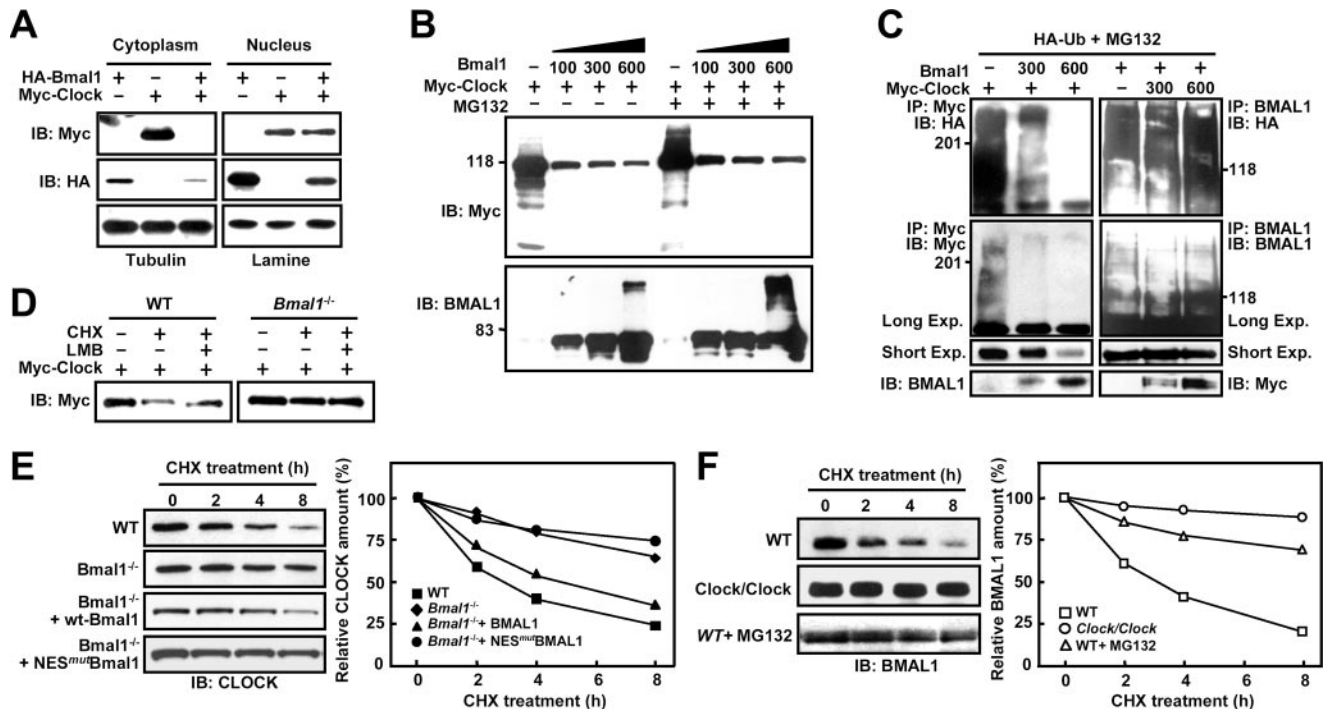 A
Cytoplasm Nucleus
HA-Bmal1 + – + + – +
Myc-Clock – + + – + +
IB: Myc
IB: HA
Tubulin Lamine
B
Bmal1 – 100 300 600 – 100 300 600
Myc-Clock + + + + + + + +
MG132 – – – – + + + +
118
IB: Myc
IB: BMAL1
83
C
HA-Ub + MG132
Bmal1 – 300 600 + + +
Myc-Clock + + + – 300 600
IP: Myc IP: BMAL1
IB: HA IB: HA
201
118
IP: Myc IP: BMAL1
IB: Myc IB: BMAL1
201
118
Long Exp. Long Exp.
Short Exp. Short Exp.
IB: BMAL1 IB: Myc
D
WT Bmal1-/-
CHX – + + – + +
LMB – – + – – +
Myc-Clock + + + + + +
IB: Myc
E
CHX treatment (h)
0 2 4 8
WT
Bmal1-/-
Bmal1-/-
+ wt-Bmal1
Bmal1-/-
+ NESmutBmal1
IB: CLOCK
Relative CLOCK amount (%)
100
75
50
25
0
WT
Bmal1-/-
Bmal1-/-+ BMAL1
Bmal1-/-+ NESmutBMAL1
0 2 4 6 8
CHX treatment (h)
F
CHX treatment (h)
0 2 4 8
WT
Clock/Clock
WT+ MG132
IB: BMAL1
Relative BMAL1 amount (%)
100
75
50
25
0
WT
Clock/Clock
WT+ MG132
0 2 4 6 8
CHX treatment (h)